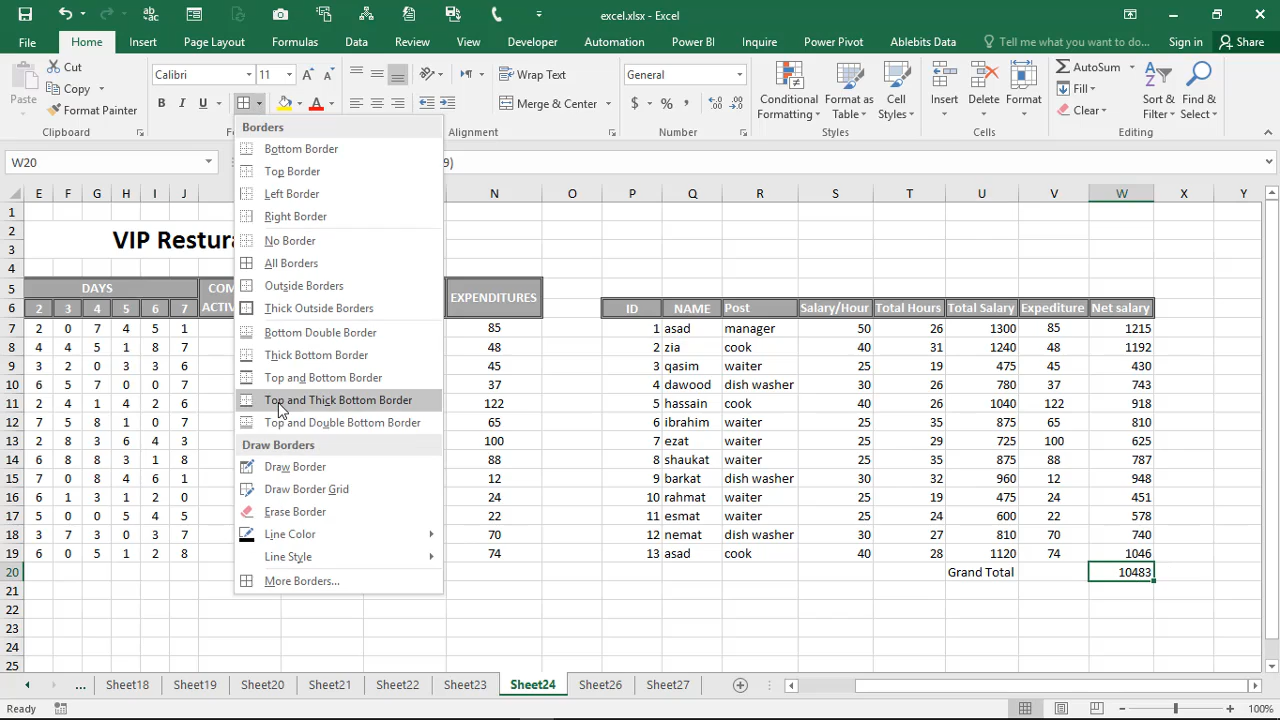 excel.xlsx - Excel
File Home Insert Page Layout Formulas Data Review View Developer Automation Power BI Inquire Power Pivot Ablebits Data Tell me what you want to do... Sign in Share
Paste
Cut
Copy
Format Painter
Clipboard
Calibri 11
B I U
Wrap Text
Merge & Center
Alignment
General
$ % ,
Number
Conditional Formatting
Format as Table
Cell Styles
Styles
Insert
Delete
Format
Cells
AutoSum
Fill
Clear
Sort & Filter
Find & Select
Editing
W20
9)
Borders
Bottom Border
Top Border
Left Border
Right Border
No Border
All Borders
Outside Borders
Thick Outside Borders
Bottom Double Border
Thick Bottom Border
Top and Bottom Border
Top and Thick Bottom Border
Top and Double Bottom Border
Draw Borders
Draw Border
Draw Border Grid
Erase Border
Line Color
Line Style
More Borders...
E F G H I J N O P Q R S T U V W X Y
1
2
VIP Restura
3
4
5 DAYS COM EXPENDITURES
6 2 3 4 5 6 7 ACTIV ID NAME Post Salary/Hour Total Hours Total Salary Expediture Net salary
7 2 0 7 4 5 1 85 1 asad manager 50 26 1300 85 1215
8 4 4 5 1 8 7 48 2 zia cook 40 31 1240 48 1192
9 3 2 0 3 3 6 45 3 qasim waiter 25 19 475 45 430
10 6 5 7 0 0 7 37 4 dawood dish washer 30 26 780 37 743
11 2 4 1 4 2 6 122 5 hassain cook 40 26 1040 122 918
12 7 5 8 1 0 7 65 6 ibrahim waiter 25 35 875 65 810
13 2 8 3 6 4 3 100 7 ezat waiter 25 29 725 100 625
14 6 8 8 3 1 8 88 8 shaukat waiter 25 35 875 88 787
15 7 0 8 4 6 1 12 9 barkat dish washer 30 32 960 12 948
16 6 1 3 1 2 0 24 10 rahmat waiter 25 19 475 24 451
17 5 0 0 5 4 5 22 11 esmat waiter 25 24 600 22 578
18 3 7 3 0 3 7 70 12 nemat dish washer 30 27 810 70 740
19 6 0 5 1 2 8 74 13 asad cook 40 28 1120 74 1046
20 Grand Total 10483
21
22
23
24
25
... Sheet18 Sheet19 Sheet20 Sheet21 Sheet22 Sheet23 Sheet24 Sheet26 Sheet27
Ready 100%